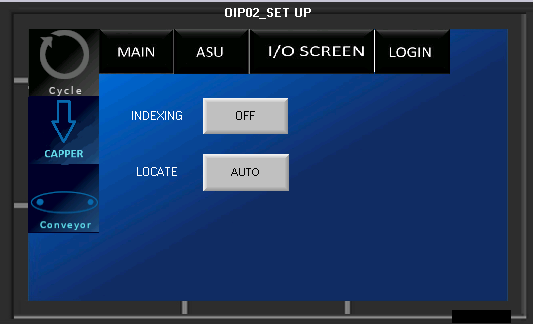 OIP02_SET UP
MAIN
ASU
I/O SCREEN
LOGIN
Cycle
INDEXING
OFF
CAPPER
LOCATE
AUTO
Conveyor